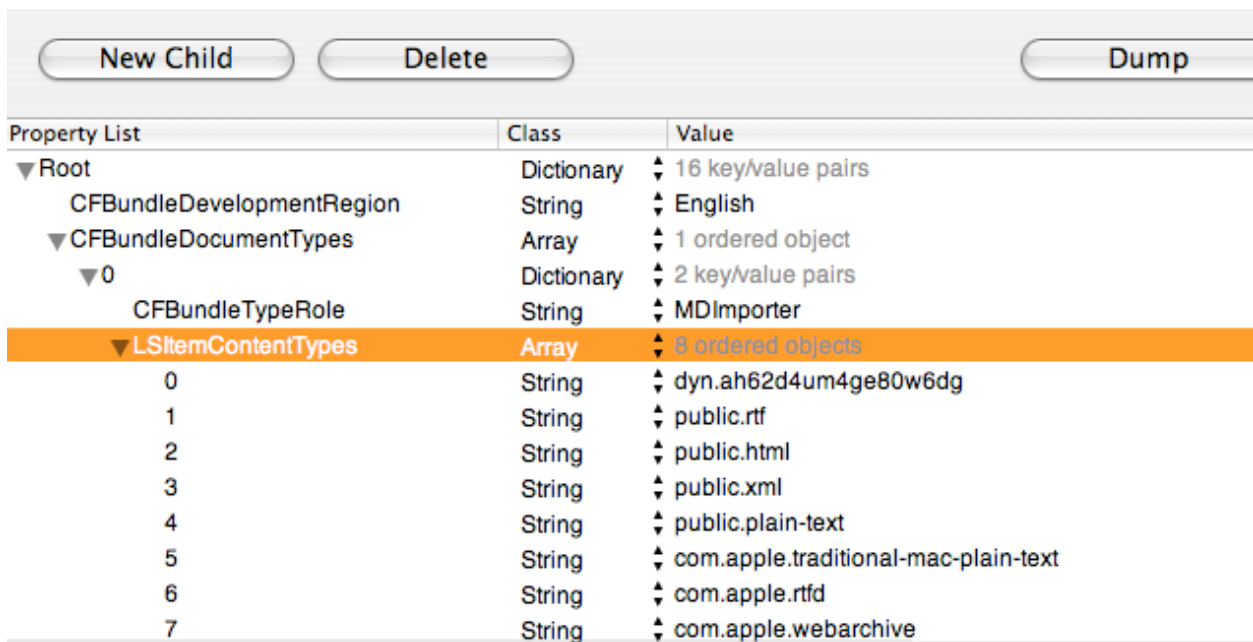 New Child Delete Dump
Property List Class Value
Root Dictionary 16 key/value pairs
CFBundleDevelopmentRegion String English
CFBundleDocumentTypes Array 1 ordered object
0 Dictionary 2 key/value pairs
CFBundleTypeRole String MDImporter
LSItemContentTypes Array 8 ordered objects
0 String dyn.ah62d4um4ge80w6dg
1 String public.rtf
2 String public.html
3 String public.xml
4 String public.plain-text
5 String com.apple.traditional-mac-plain-text
6 String com.apple.rtfd
7 String com.apple.webarchive